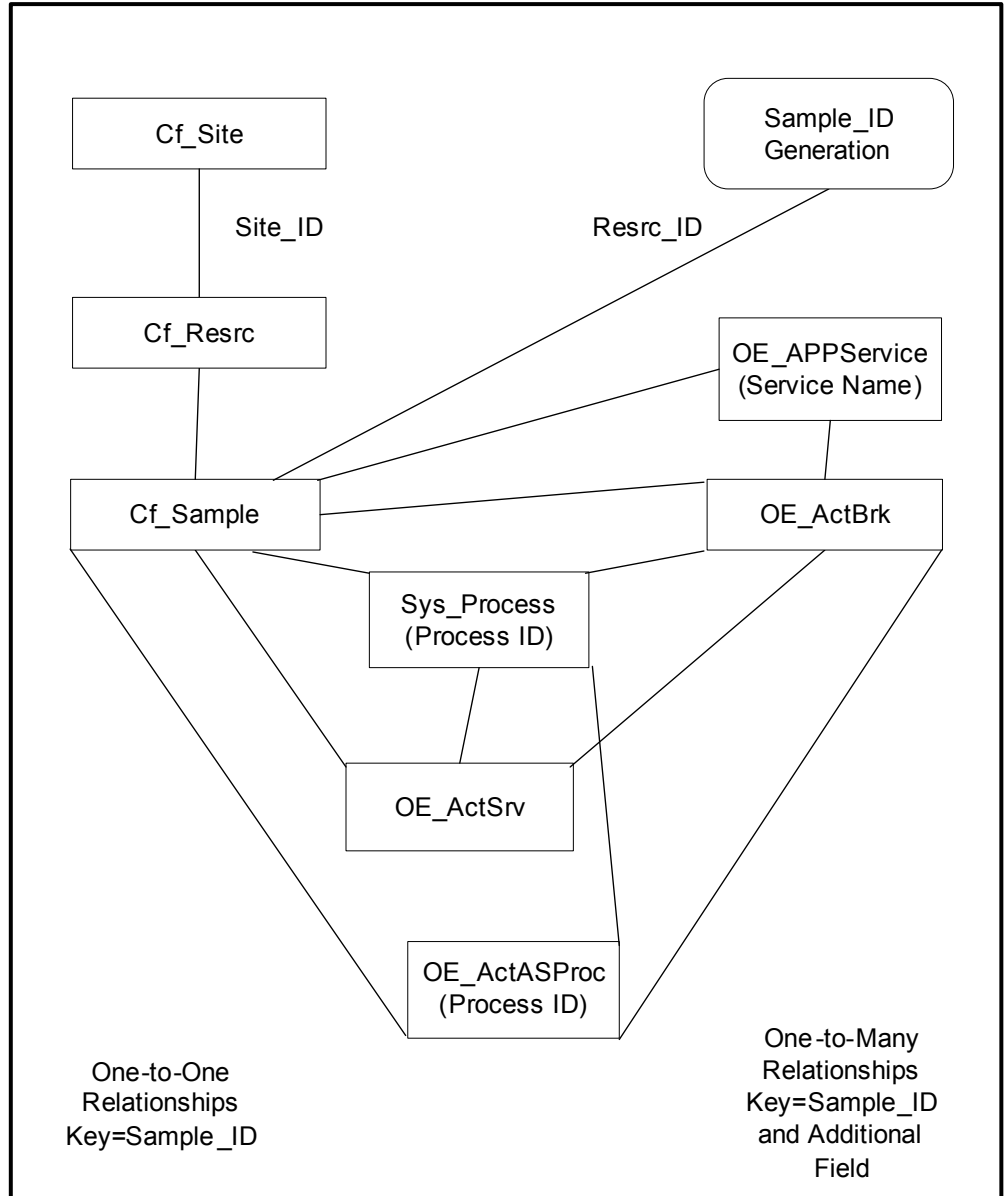 Cf_Site
Sample_ID
Generation
Site_ID
Resrc_ID
Cf_Resrc
OE_APPService
(Service Name)
Cf_Sample
OE_ActBrk
Sys_Process
(Process ID)
OE_ActSrv
OE_ActASProc
(Process ID)
One-to-One
Relationships
Key=Sample_ID
One-to-Many
Relationships
Key=Sample_ID
and Additional
Field